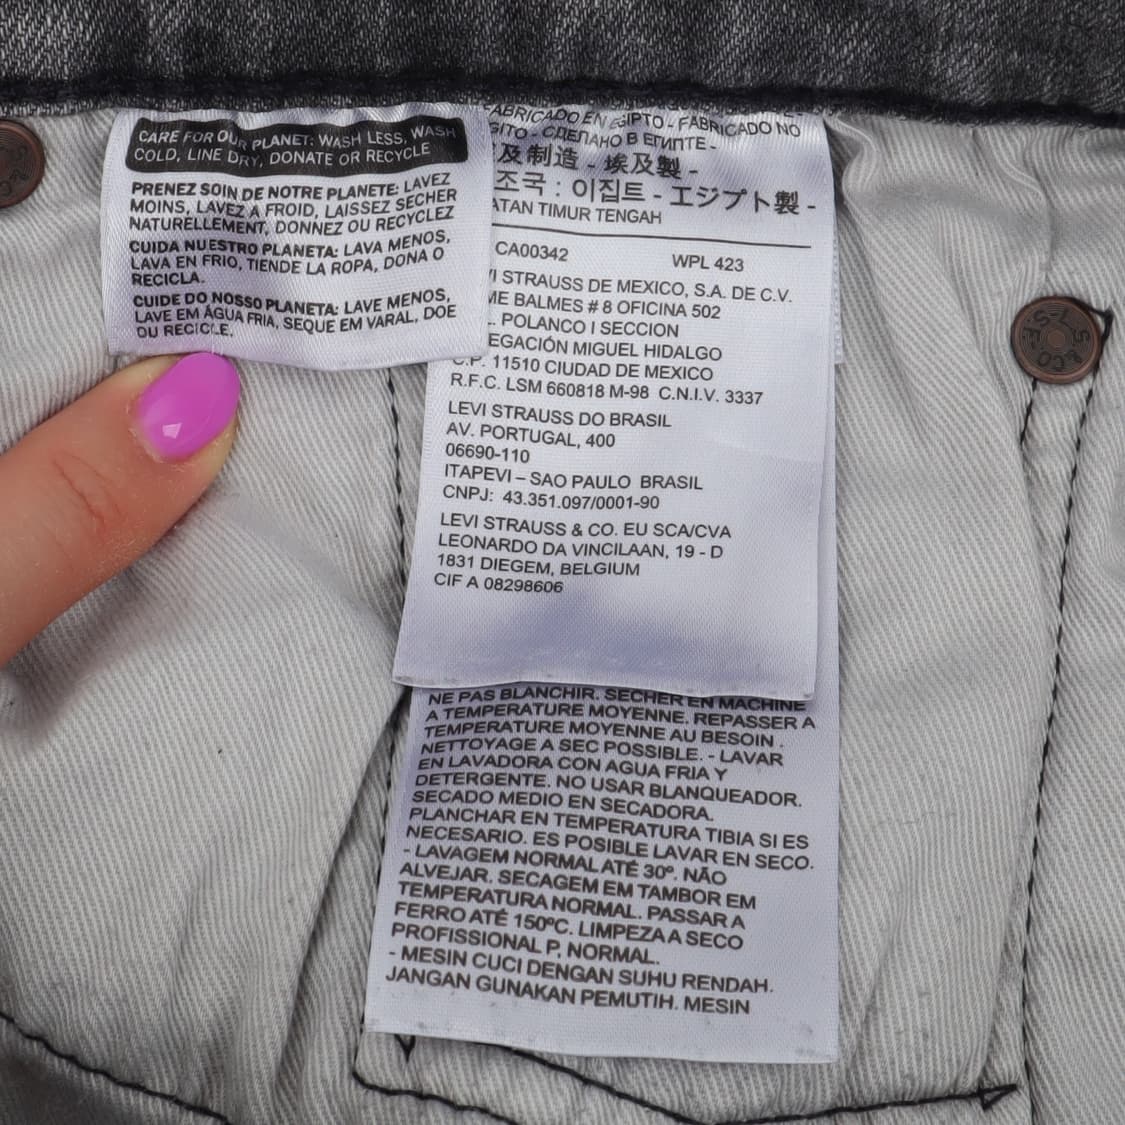 CARE FOR OUR PLANET: WASH LESS, WASH
COLD, LINE DRY, DONATE OR RECYCLE
PRENEZ SOIN DE NOTRE PLANETE: LAVEZ
MOINS, LAVEZ A FROID, LAISSEZ SECHER
NATURELLEMENT, DONNEZ OU RECYCLEZ
CUIDA NUESTRO PLANETA: LAVA MENOS,
LAVA EN FRIO, TIENDE LA ROPA, DONA O
RECICLA.
CUIDE DO NOSSO PLANETA: LAVE MENOS,
LAVE EM ÁGUA FRIA, SEQUE EM VARAL, DOE
OU RECICLE.
FABRICADO EN EGIPTO - FABRICADO NO
GITO - СДЕЛАНО В ЕГИПТЕ -
及制造 - 埃及製 -
조국 : 이집트 - エジプト製 -
ATAN TIMUR TENGAH
CA00342 WPL 423
VI STRAUSS DE MEXICO, S.A. DE C.V.
ME BALMES # 8 OFICINA 502
L. POLANCO I SECCION
EGACIÓN MIGUEL HIDALGO
C.P. 11510 CIUDAD DE MEXICO
R.F.C. LSM 660818 M-98 C.N.I.V. 3337
LEVI STRAUSS DO BRASIL
AV. PORTUGAL, 400
06690-110
ITAPEVI – SAO PAULO BRASIL
CNPJ: 43.351.097/0001-90
LEVI STRAUSS & CO. EU SCA/CVA
LEONARDO DA VINCILAAN, 19 - D
1831 DIEGEM, BELGIUM
CIF A 08298606
NE PAS BLANCHIR. SECHER EN MACHINE
A TEMPERATURE MOYENNE. REPASSER A
TEMPERATURE MOYENNE AU BESOIN .
NETTOYAGE A SEC POSSIBLE. - LAVAR
EN LAVADORA CON AGUA FRIA Y
DETERGENTE. NO USAR BLANQUEADOR.
SECADO MEDIO EN SECADORA.
PLANCHAR EN TEMPERATURA TIBIA SI ES
NECESARIO. ES POSIBLE LAVAR EN SECO.
- LAVAGEM NORMAL ATÉ 30º. NÃO
ALVEJAR. SECAGEM EM TAMBOR EM
TEMPERATURA NORMAL. PASSAR A
FERRO ATÉ 150ºC. LIMPEZA A SECO
PROFISSIONAL P, NORMAL.
- MESIN CUCI DENGAN SUHU RENDAH.
JANGAN GUNAKAN PEMUTIH. MESIN
& CO
LS
S & CO.
LSF